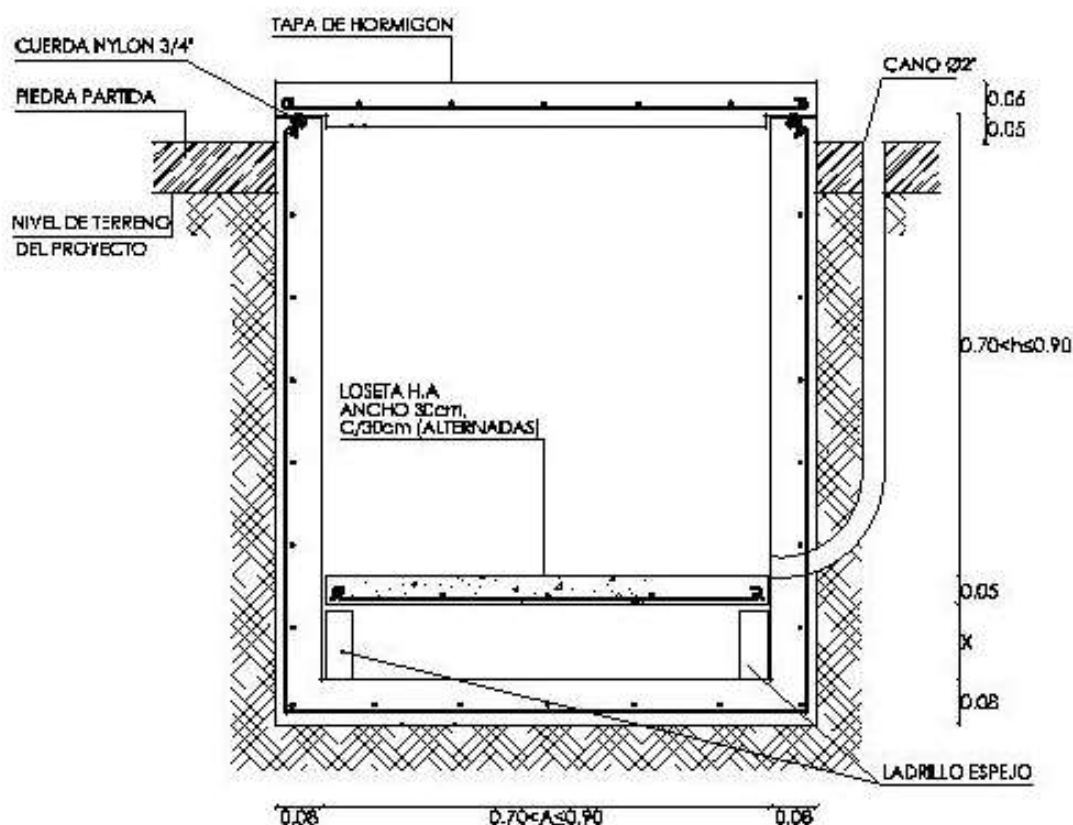 TAPA DE HORMIGON
CUERDA NYLON 3/4"
CANO Ø2"
PIEDRA PARTIDA
0.06
0.05
NIVEL DE TERRENO
DEL PROYECTO
0.70<h≤0.90
LOSETA H.A
ANCHO 30cm,
C/30cm (ALTERNADAS)
0.05
X
0.08
LADRILLO ESPEJO
0.08
0.70<A≤0.90
0.08